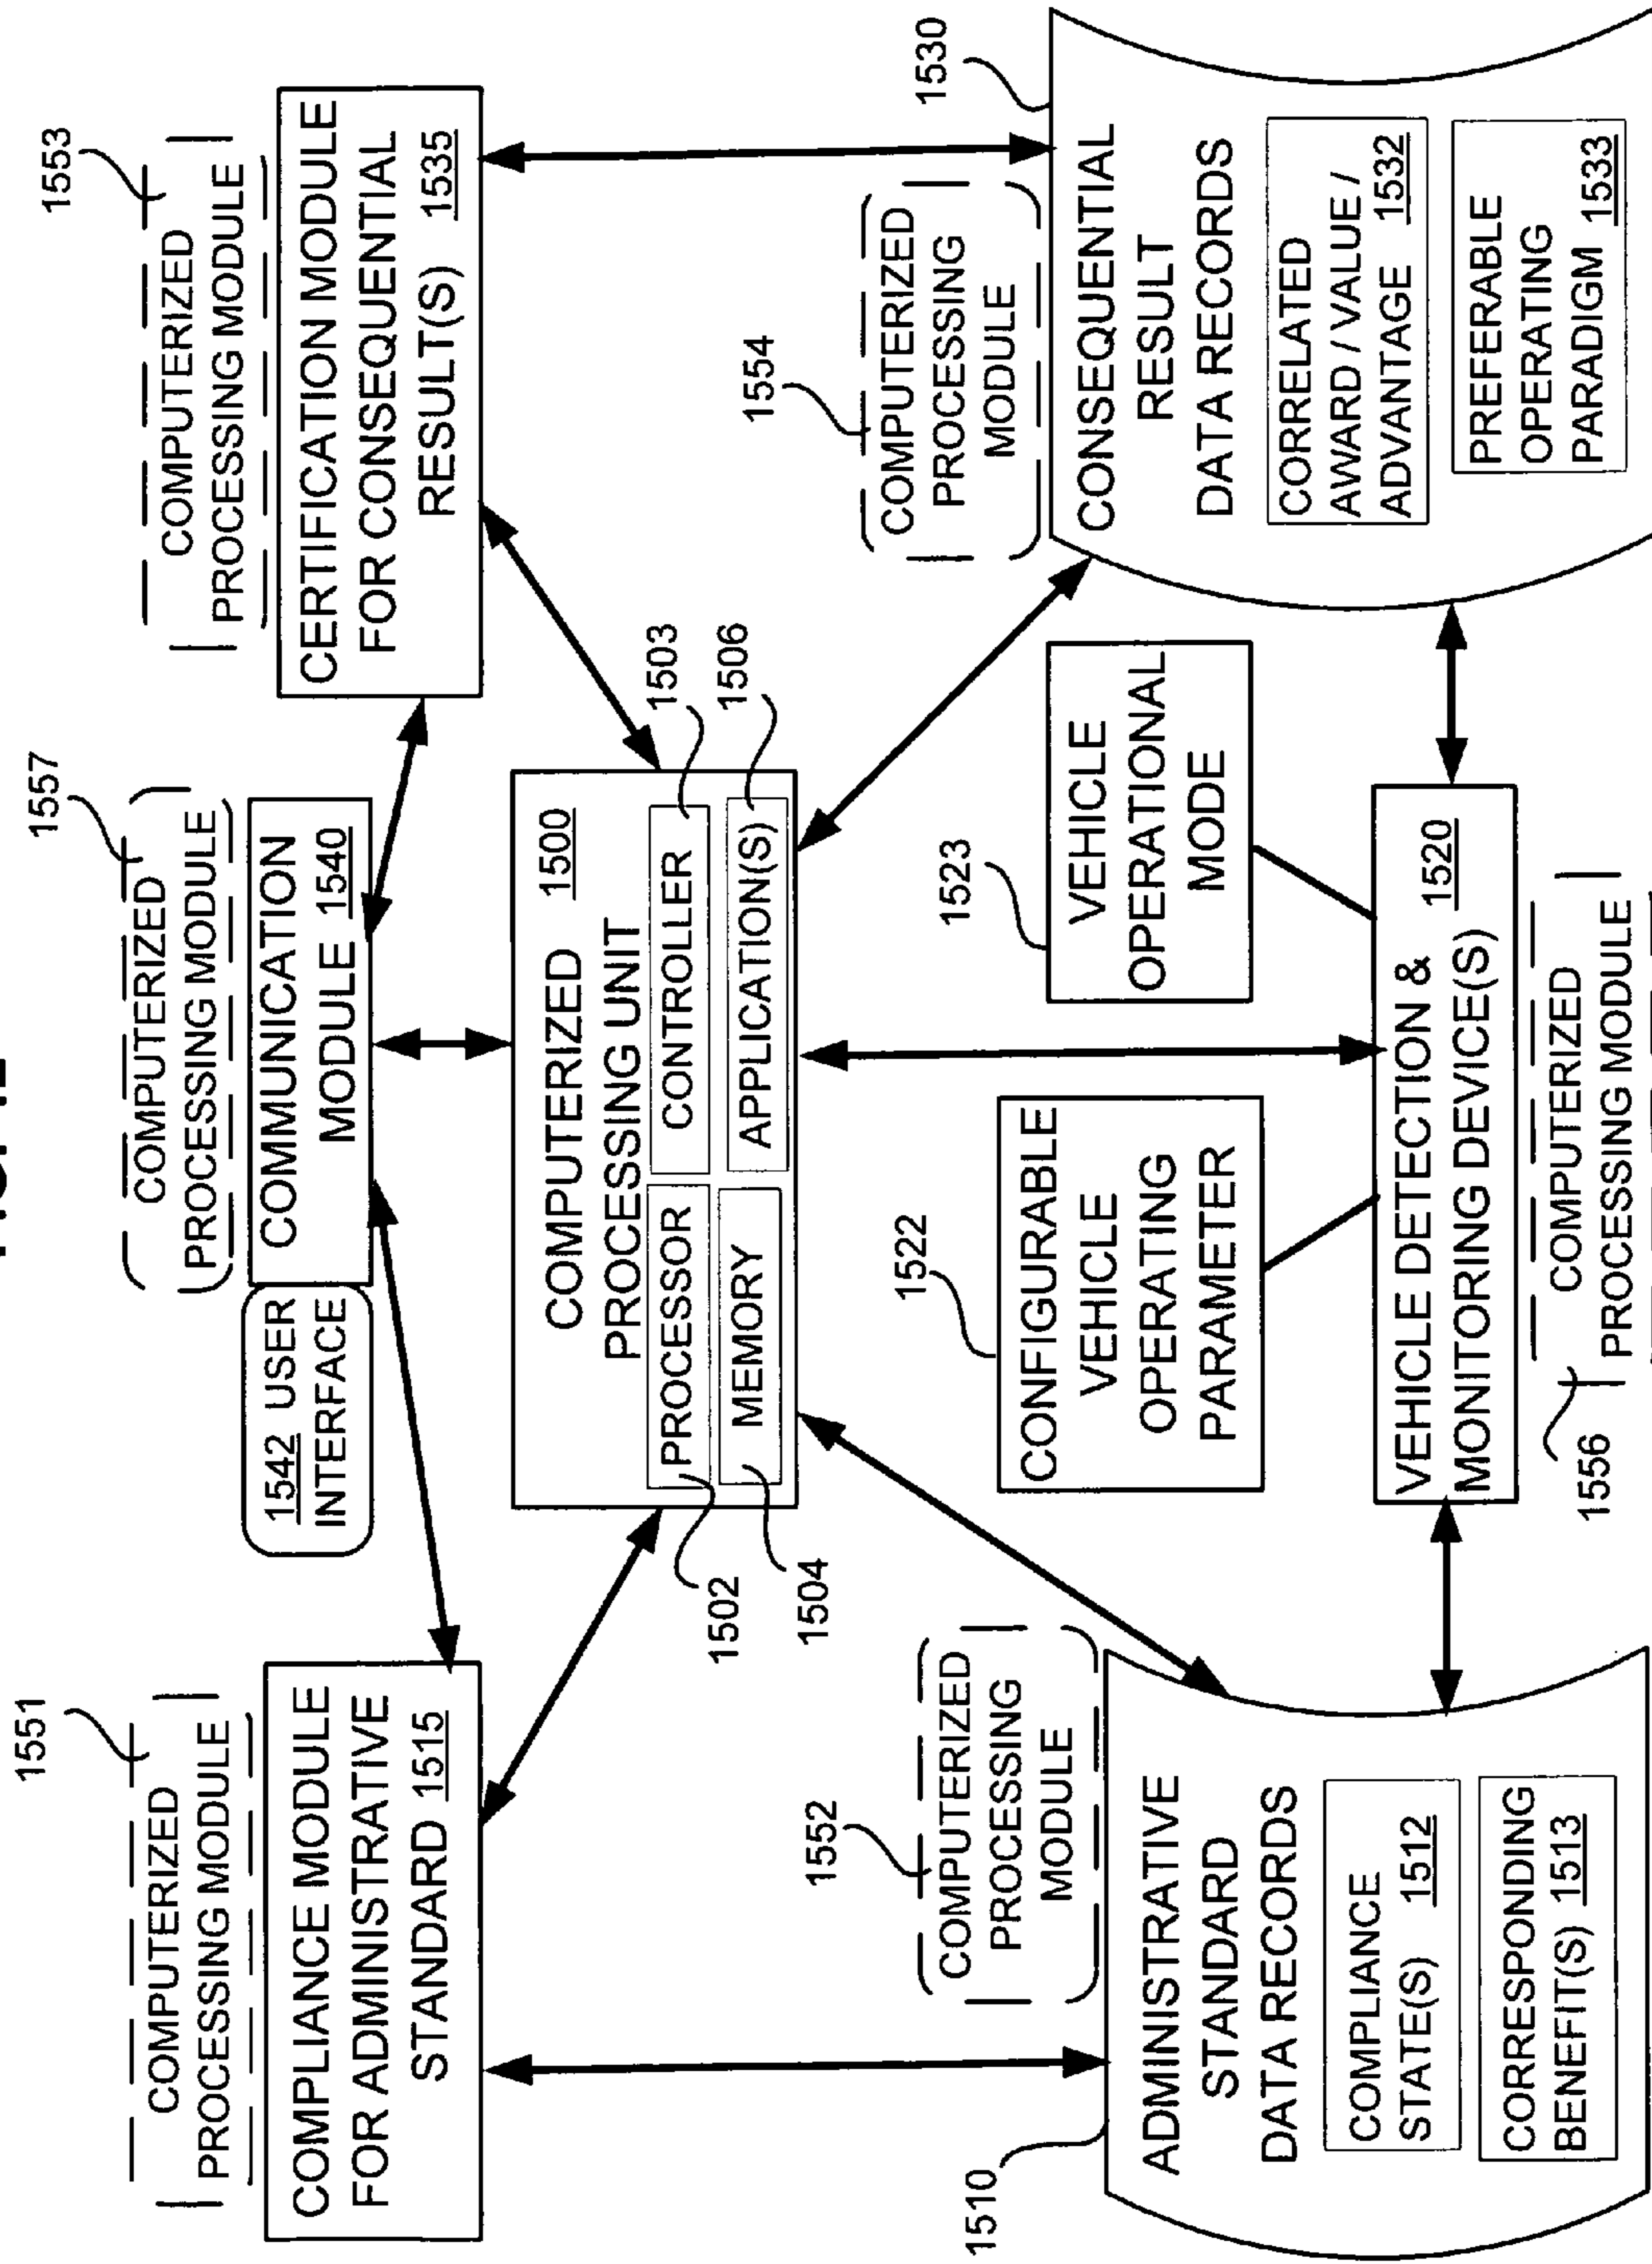 1551
COMPUTERIZED
PROCESSING MODULE
COMPLIANCE MODULE
FOR ADMINISTRATIVE
STANDARD 1515
1557
COMPUTERIZED
PROCESSING MODULE
COMMUNICATION
MODULE 1540
1542 USER
INTERFACE
1553
COMPUTERIZED
PROCESSING MODULE
CERTIFICATION MODULE
FOR CONSEQUENTIAL
RESULT(S) 1535
COMPUTERIZED 1500
PROCESSING UNIT
PROCESSOR
CONTROLLER
MEMORY
APPLICATION(S)
1502
1504
1503
1506
1552
COMPUTERIZED
PROCESSING
MODULE
1510
ADMINISTRATIVE
STANDARD
DATA RECORDS
COMPLIANCE
STATE(S) 1512
CORRESPONDING
BENEFIT(S) 1513
1522
CONFIGURABLE
VEHICLE
OPERATING
PARAMETER
1523
VEHICLE
OPERATIONAL
MODE
VEHICLE DETECTION & 1520
MONITORING DEVICE(S)
1556
COMPUTERIZED
PROCESSING MODULE
1554
COMPUTERIZED
PROCESSING
MODULE
1530
CONSEQUENTIAL
RESULT
DATA RECORDS
CORRELATED
AWARD / VALUE /
ADVANTAGE 1532
PREFERABLE
OPERATING
PARADIGM 1533